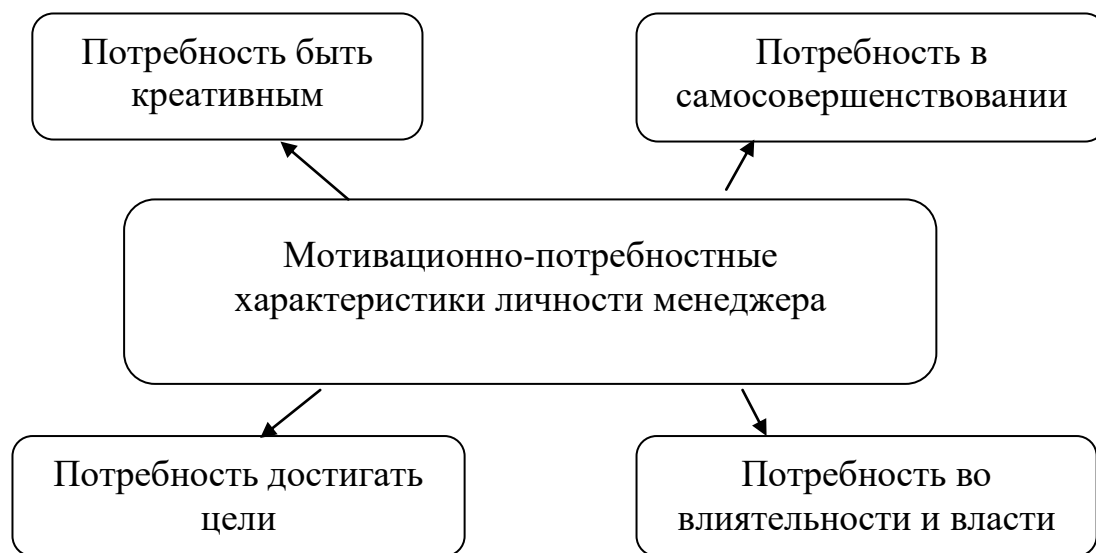 Потребность быть
креативным
Потребность в
самосовершенствовании
Мотивационно-потребностные
характеристики личности менеджера
Потребность достигать
цели
Потребность во
влиятельности и власти